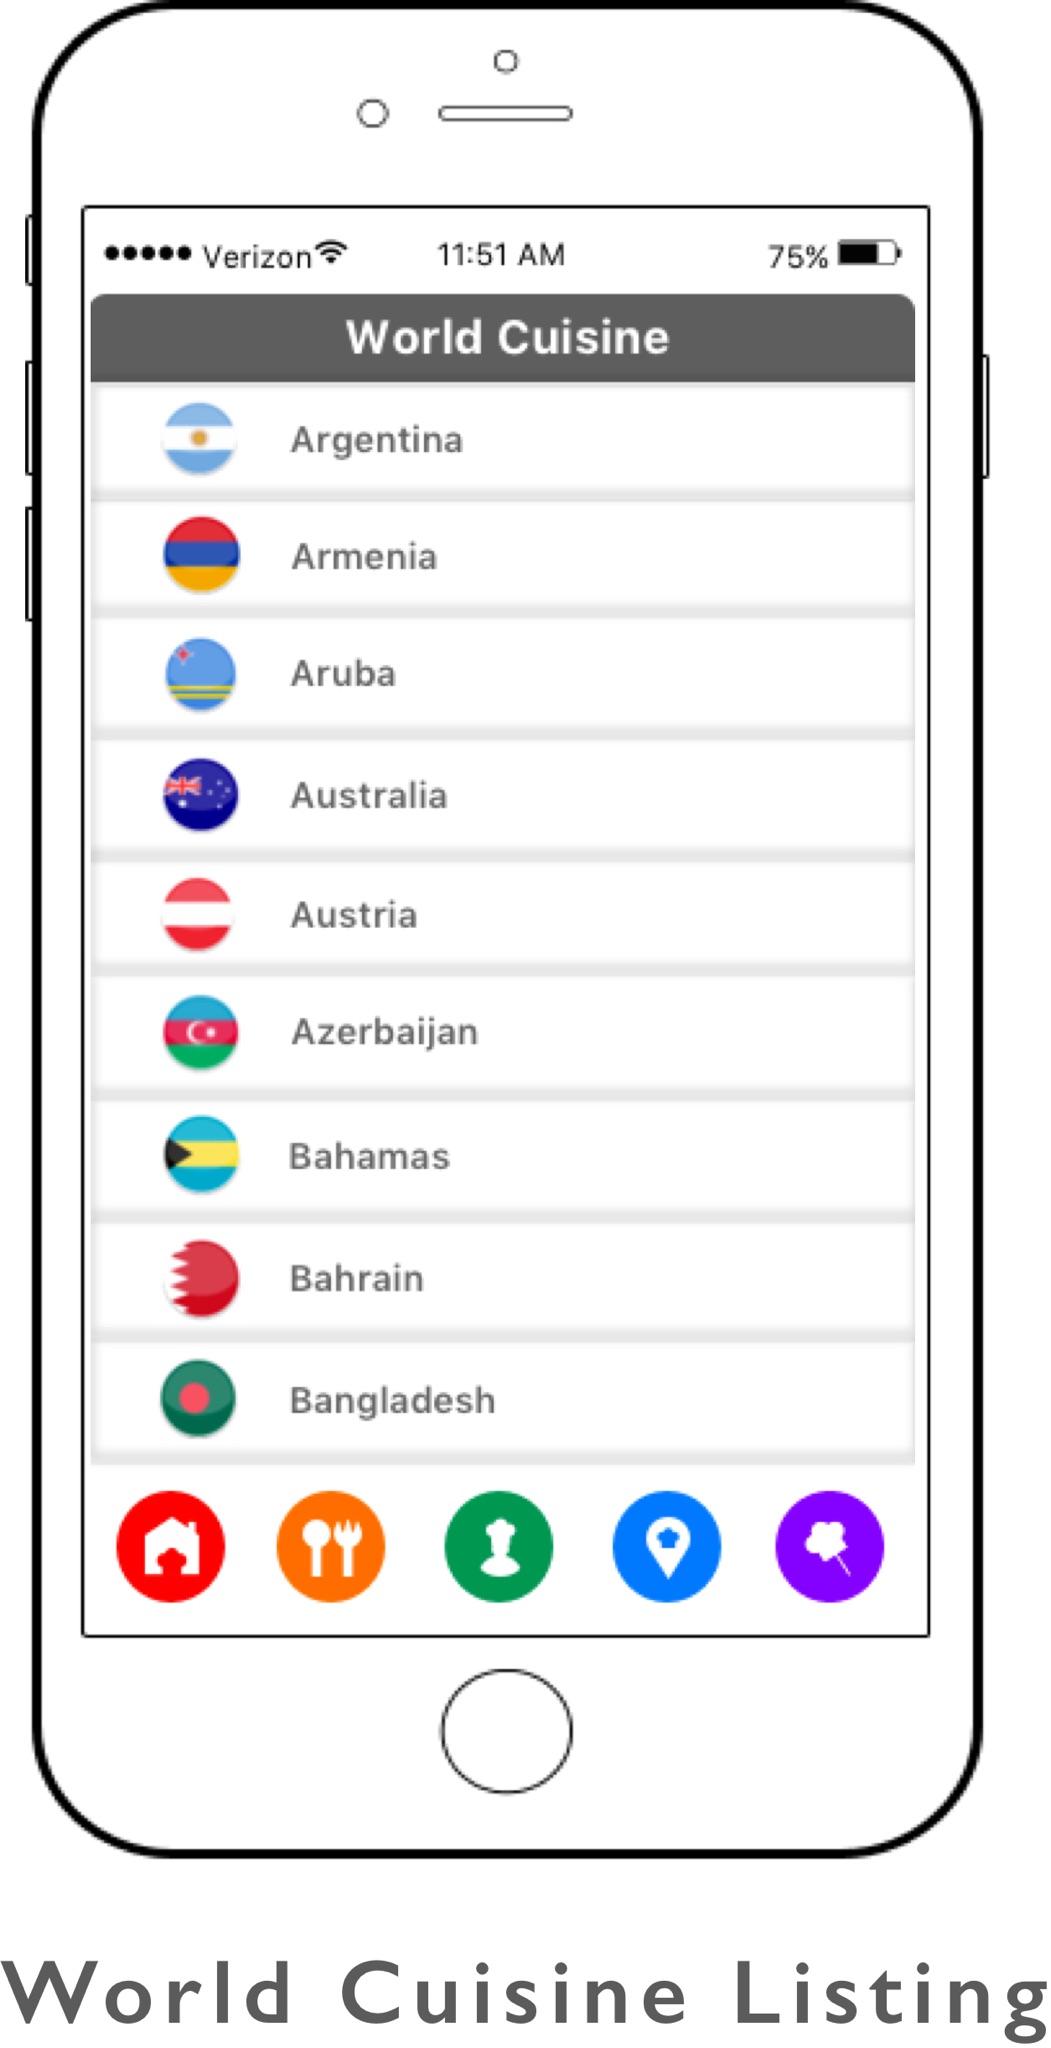 Verizon 11:51 AM 75%
World Cuisine
Argentina
Armenia
Aruba
Australia
Austria
Azerbaijan
Bahamas
Bahrain
Bangladesh
World Cuisine Listing